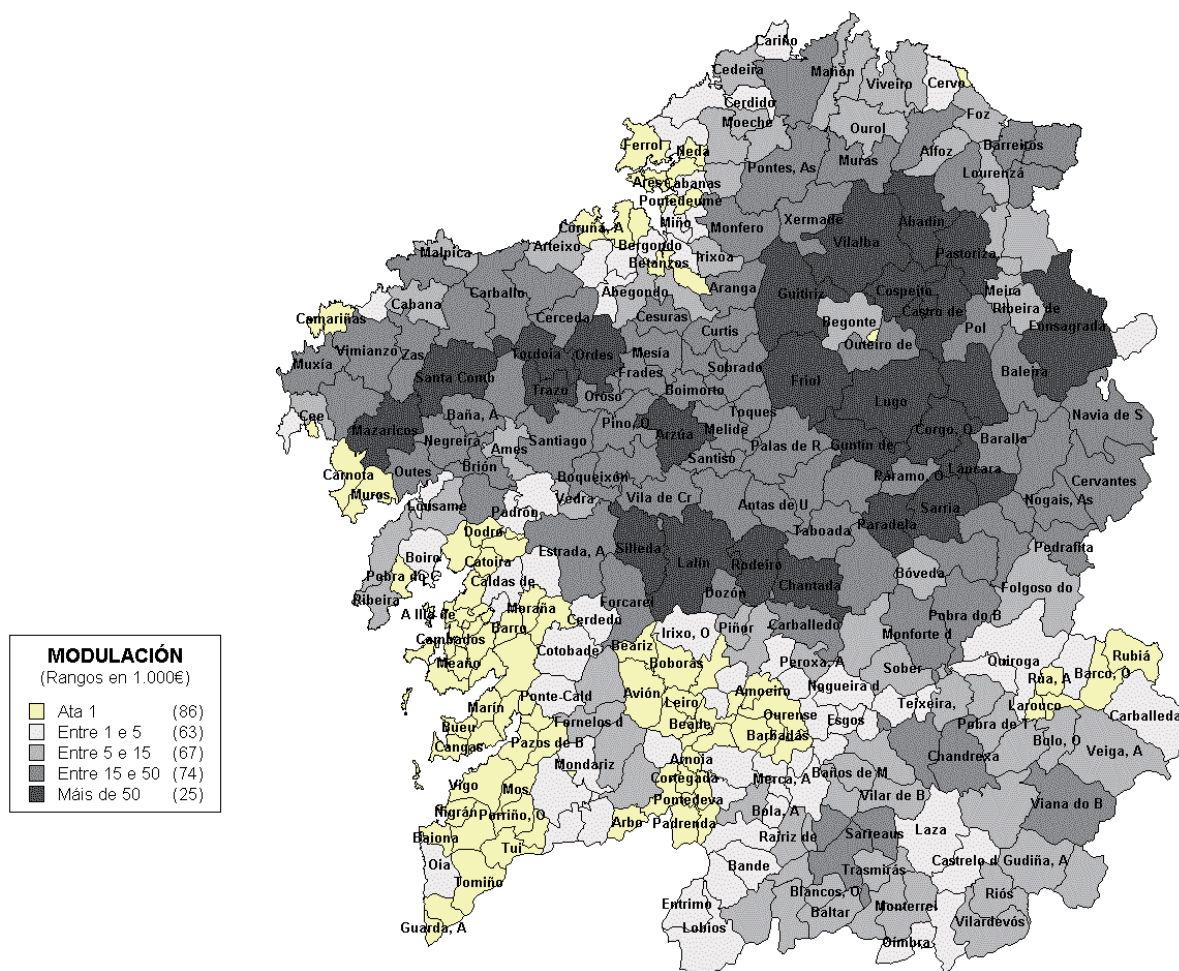 Cariño
Cedeira
Mañón
Viveiro
Cervo
Cerdido
Moeche
Ourol
Foz
Ferrol
Neda
Pontes, As
Muras
Alfoz
Barreiros
Ares
Cabanas
Lourenzá
Pontedeume
Coruña, A
Miño
Monfero
Xermade
Abadín
Arteixo
Bergondo
Vilalba
Malpica
Betanzos
Irixoa
Pastoriza
Cabana
Carballo
Abegondo
Aranga
Guitiriz
Cospeito
Meira
Camariñas
Cerceda
Cesuras
Begonte
Castro de
Ribeira de
Fonsagrada
Vimianzo
Zas
Tordoia
Ordes
Mesía
Curtis
Outeiro de
Pol
Muxía
Santa Comb
Trazo
Frades
Sobrado
Friol
Baleira
Oroso
Boimorto
Lugo
Cee
Mazaricos
Baña, A
Pino, O
Arzúa
Toques
Navia de S
Negreira
Ames
Santiago
Melide
Palas de R
Guntín de
Corgo, O
Baralla
Carnota
Outes
Brión
Boqueixón
Santiso
Páramo, O
Láncara
Cervantes
Muros
Lousame
Padrón
Vedra
Vila de Cr
Antas de U
Sarria
Nogais, As
Dodro
Taboada
Paradela
Boiro
Catoira
Estrada, A
Silleda
Lalín
Rodeiro
Pedrafita
Pobra do C
Caldas de
Chantada
Bóveda
Folgoso do
Ribeira
A Illa de
Moraña
Forcarei
Dozón
Pobra do B
Cambados
Barro
Cerdedo
Irixo, O
Piñor
Carballedo
Monforte d
Meaño
Cotobade
Beariz
Boborás
Peroxa, A
Sober
Quiroga
Rubiá
Rúa, A
Barco, O
Marín
Ponte-Cald
Avión
Leiro
Amoeiro
Nogueira d
Teixeira,
Larouco
Carballeda
Bueu
Fornelos d
Beade
Ourense
Esgos
Pobra de T
Cangas
Pazos de B
Barbadás
Chandrexa
Bolo, O
Veiga, A
Vigo
Mos
Mondariz
Amoia
Cortegada
Merca, A
Baños de M
Nigrán
Porriño, O
Pontedeva
Bola, A
Vilar de B
Viana do B
Baiona
Tui
Arbo
Padrenda
Rairiz de
Sarreaus
Laza
Oia
Tomiño
Bande
Trasmirás
Castrelo d
Gudiña, A
Guarda, A
Entrimo
Blancos, O
Baltar
Monterrei
Riós
Lobios
Oímbra
Vilardevós
MODULACIÓN
(Rangos en 1.000€)
Ata 1 (86)
Entre 1 e 5 (63)
Entre 5 e 15 (67)
Entre 15 e 50 (74)
Máis de 50 (25)